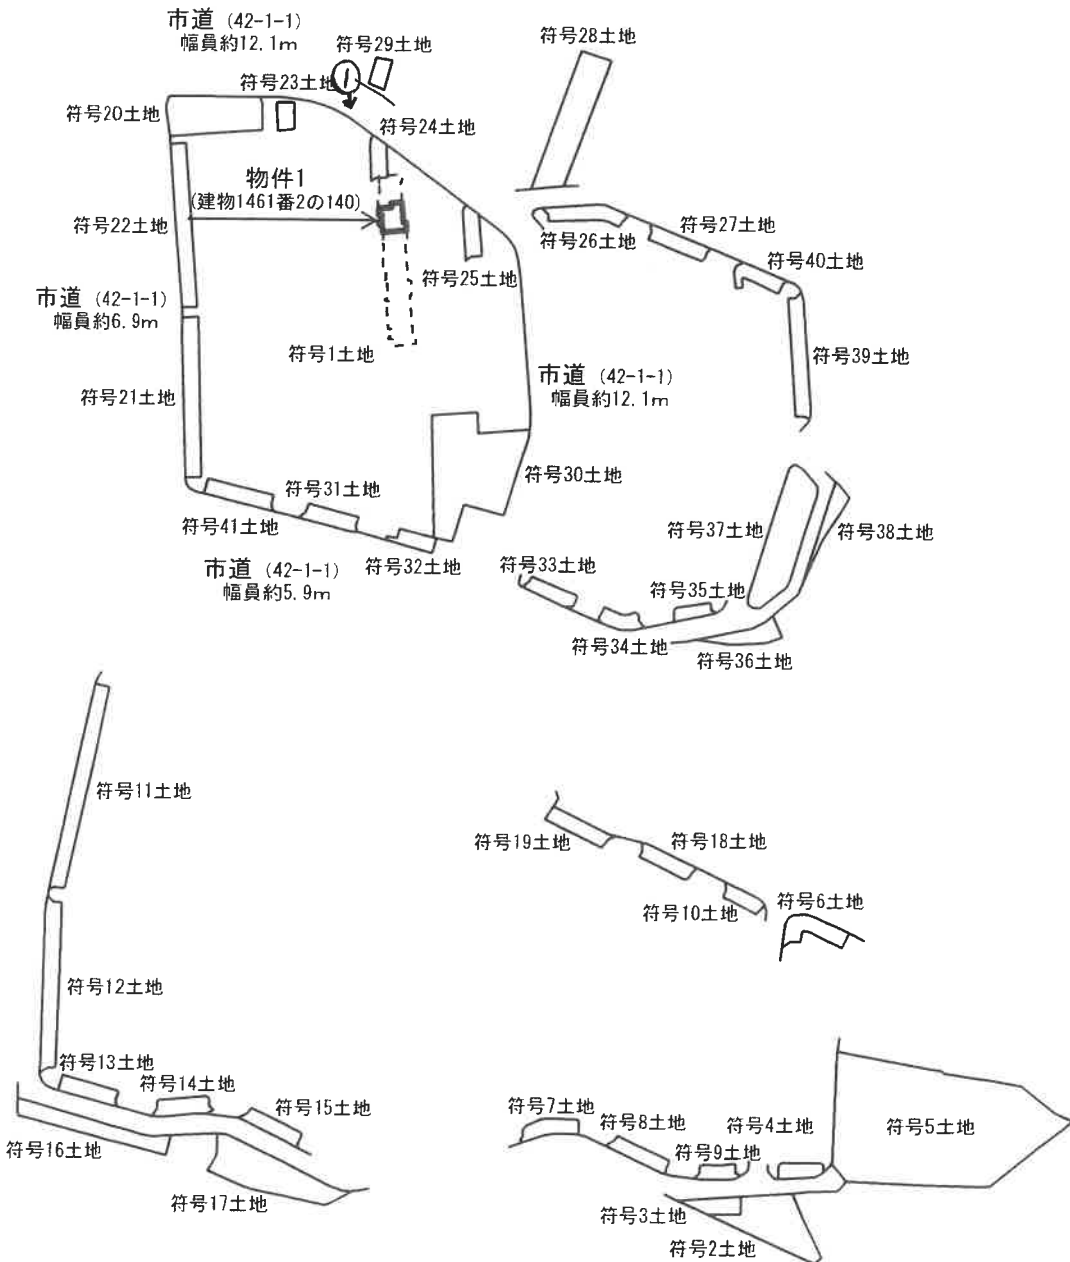 市道 (42-1-1)
幅員約12.1m
符号29土地
符号28土地
符号23土地
1
符号20土地
符号24土地
物件1
(建物1461番2の140)
符号22土地
符号27土地
符号26土地
符号40土地
符号25土地
市道 (42-1-1)
幅員約6.9m
符号1土地
符号39土地
市道 (42-1-1)
幅員約12.1m
符号21土地
符号30土地
符号31土地
符号41土地
符号37土地
符号38土地
市道 (42-1-1)
幅員約5.9m
符号32土地
符号33土地
符号35土地
符号34土地
符号36土地
符号11土地
符号19土地
符号18土地
符号10土地
符号6土地
符号12土地
符号13土地
符号14土地
符号15土地
符号16土地
符号17土地
符号7土地
符号8土地
符号9土地
符号4土地
符号5土地
符号3土地
符号2土地